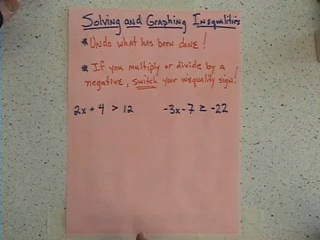 Solving and Graphing Inequalities
* Undo what has been done!
* If you multiply or divide by a
negative, switch your inequality sign!
2x + 4 > 12 -3x - 7 ≥ -22